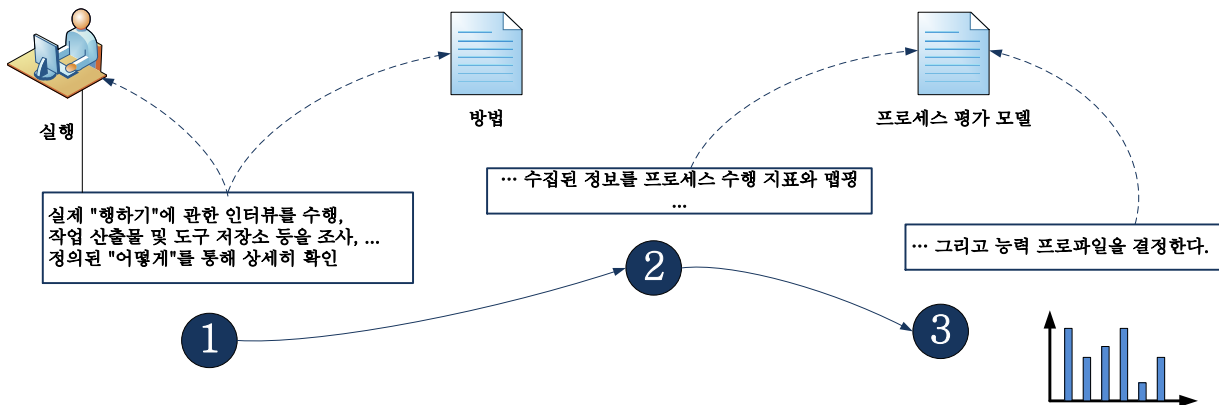 실행
방법
프로세스 평가 모델
실제 "행하기"에 관한 인터뷰를 수행,
작업 산출물 및 도구 저장소 등을 조사, ...
정의된 "어떻게"를 통해 상세히 확인
... 수집된 정보를 프로세스 수행 지표와 맵핑
...
... 그리고 능력 프로파일을 결정한다.
1
2
3